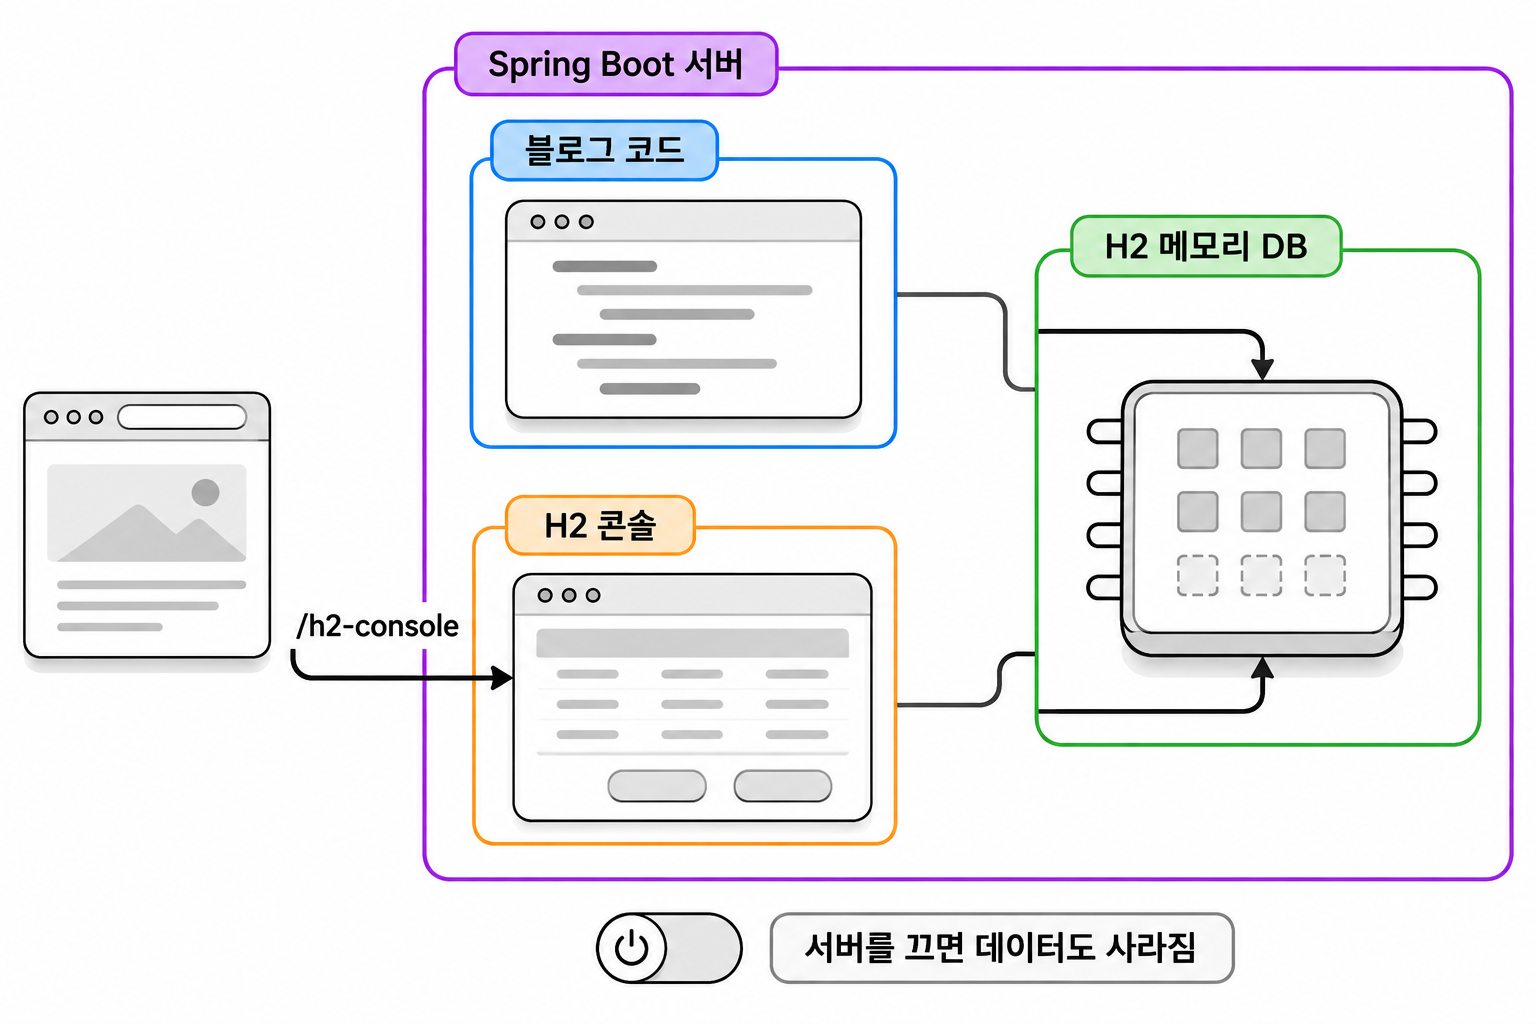 Spring Boot 서버
블로그 코드
H2 메모리 DB
H2 콘솔
/h2-console
서버를 끄면 데이터도 사라짐